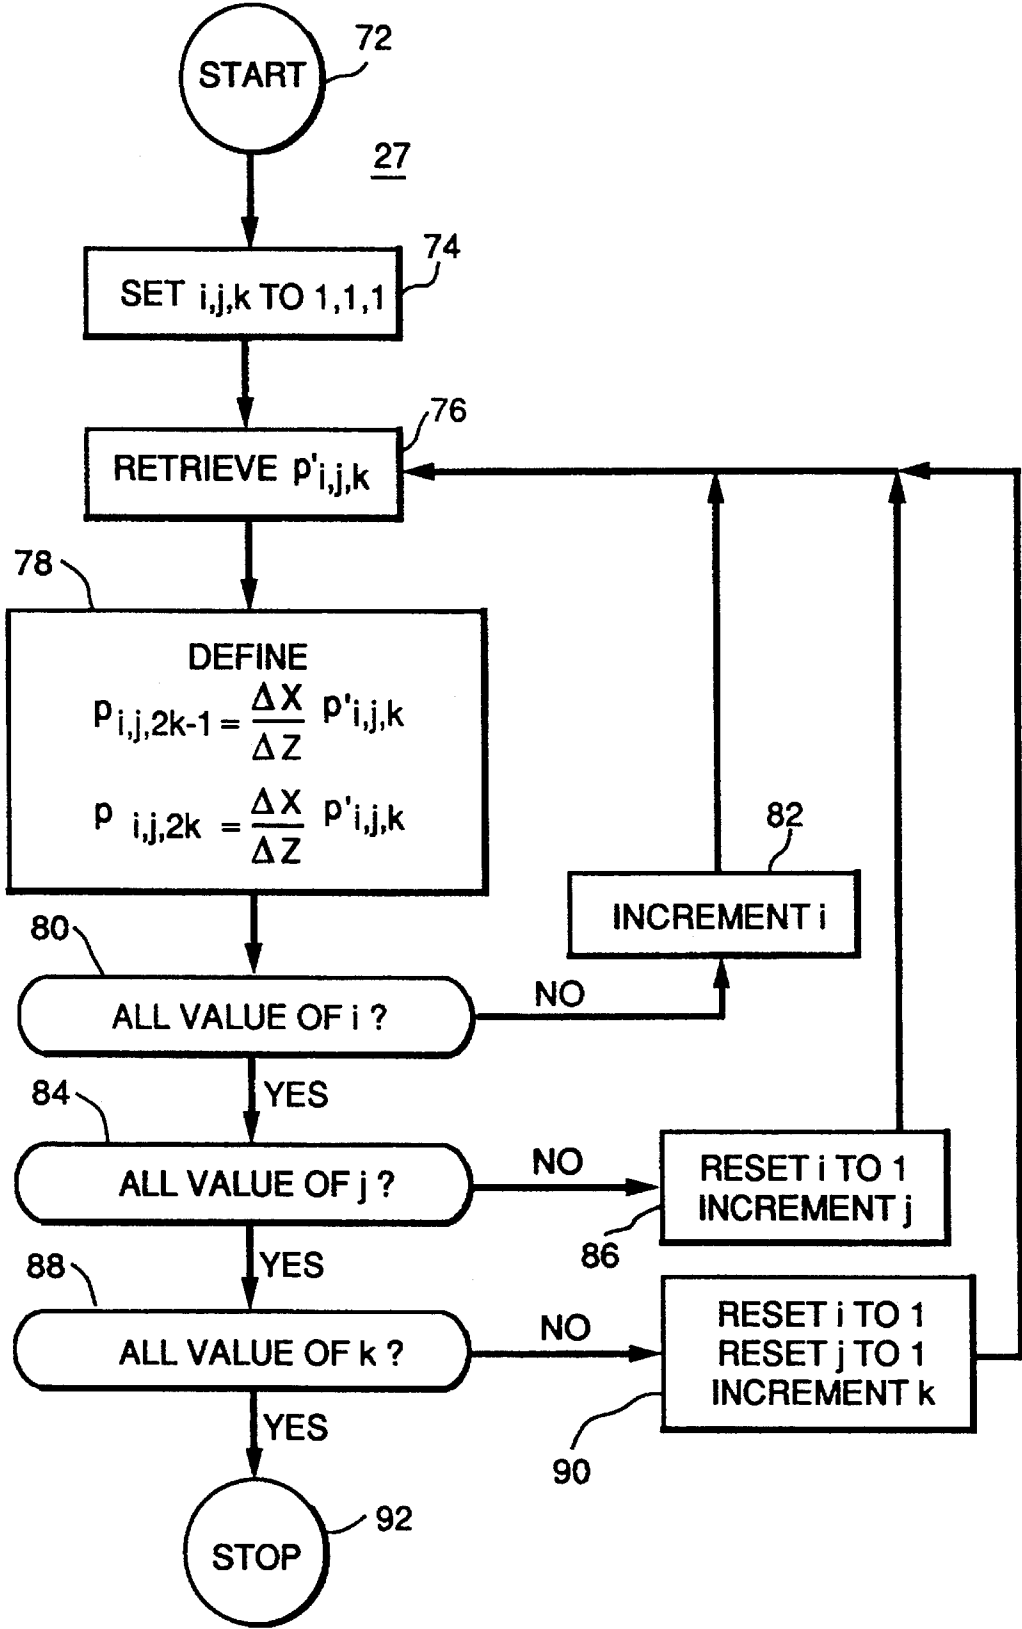 72
START
27
74
SET i,j,k TO 1,1,1
76
RETRIEVE p'i,j,k
78
DEFINE
p i,j,2k-1 = ΔX/ΔZ p'i,j,k
p i,j,2k = ΔX/ΔZ p'i,j,k
82
INCREMENT i
80
ALL VALUE OF i ?
NO
YES
84
ALL VALUE OF j ?
NO
RESET i TO 1
INCREMENT j
86
YES
88
ALL VALUE OF k ?
NO
RESET i TO 1
RESET j TO 1
INCREMENT k
90
YES
92
STOP